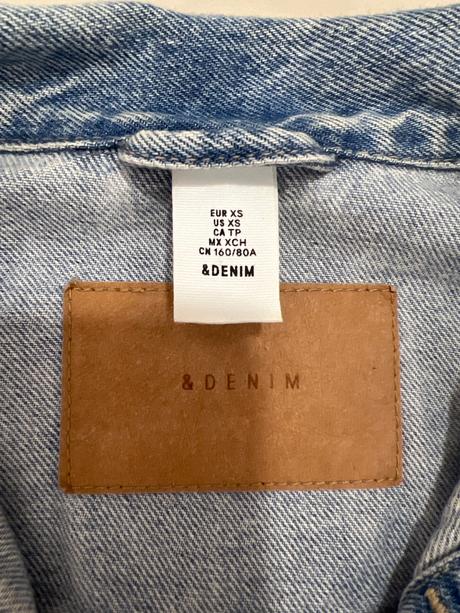 EUR XS
US XS
CA TP
MX XCH
CN 160/80A
&DENIM
&DENIM